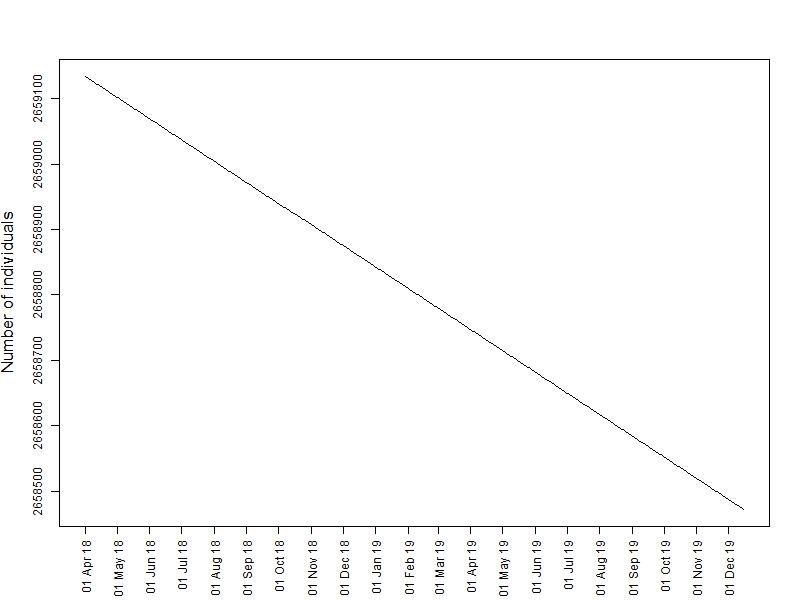 Number of individuals
2659100
2659000
2658900
2658800
2658700
2658600
2658500
01 Apr 18
01 May 18
01 Jun 18
01 Jul 18
01 Aug 18
01 Sep 18
01 Oct 18
01 Nov 18
01 Dec 18
01 Jan 19
01 Feb 19
01 Mar 19
01 Apr 19
01 May 19
01 Jun 19
01 Jul 19
01 Aug 19
01 Sep 19
01 Oct 19
01 Nov 19
01 Dec 19